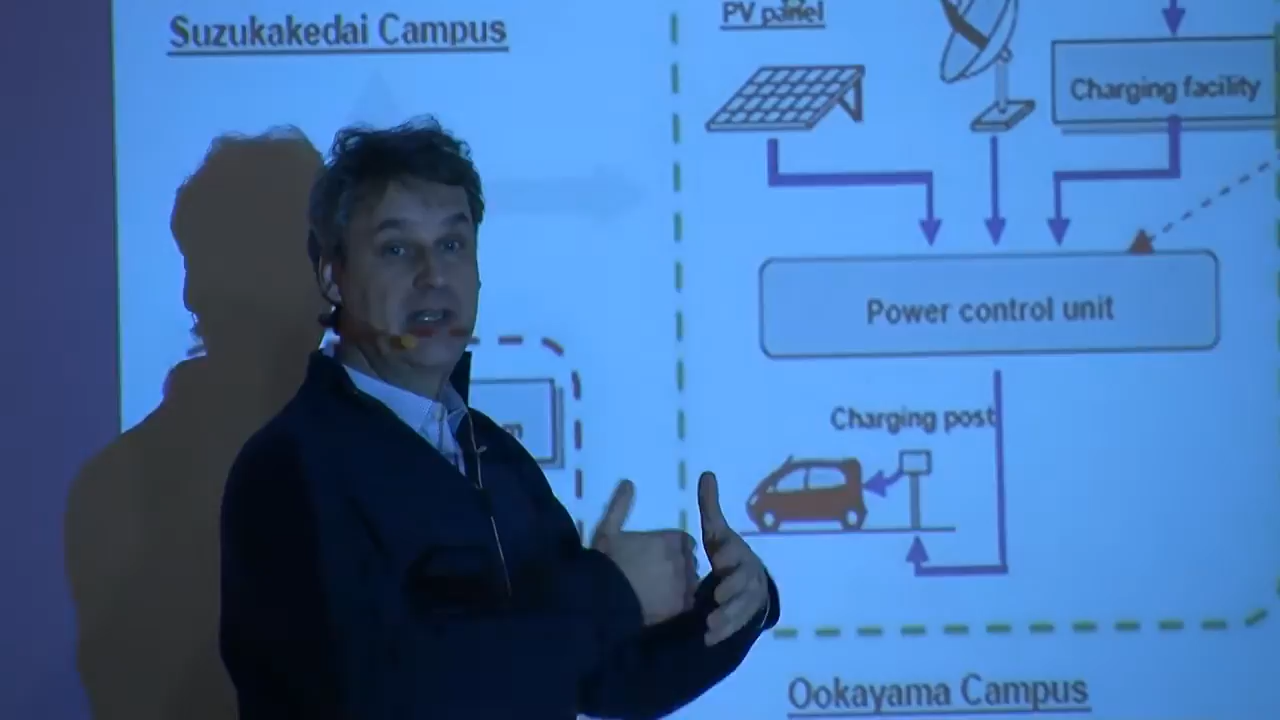 Suzukakedai Campus
PV panel
Charging facility
Power control unit
Charging post
Ookayama Campus